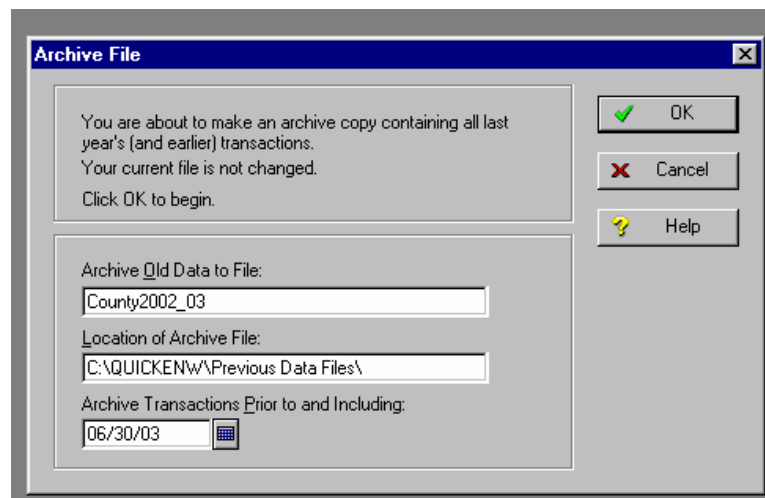 Archive File
You are about to make an archive copy containing all last
year's (and earlier) transactions.
Your current file is not changed.
Click OK to begin.
OK
Cancel
Help
Archive Old Data to File:
County2002_03
Location of Archive File:
C:\QUICKENW\Previous Data Files\
Archive Transactions Prior to and Including:
06/30/03